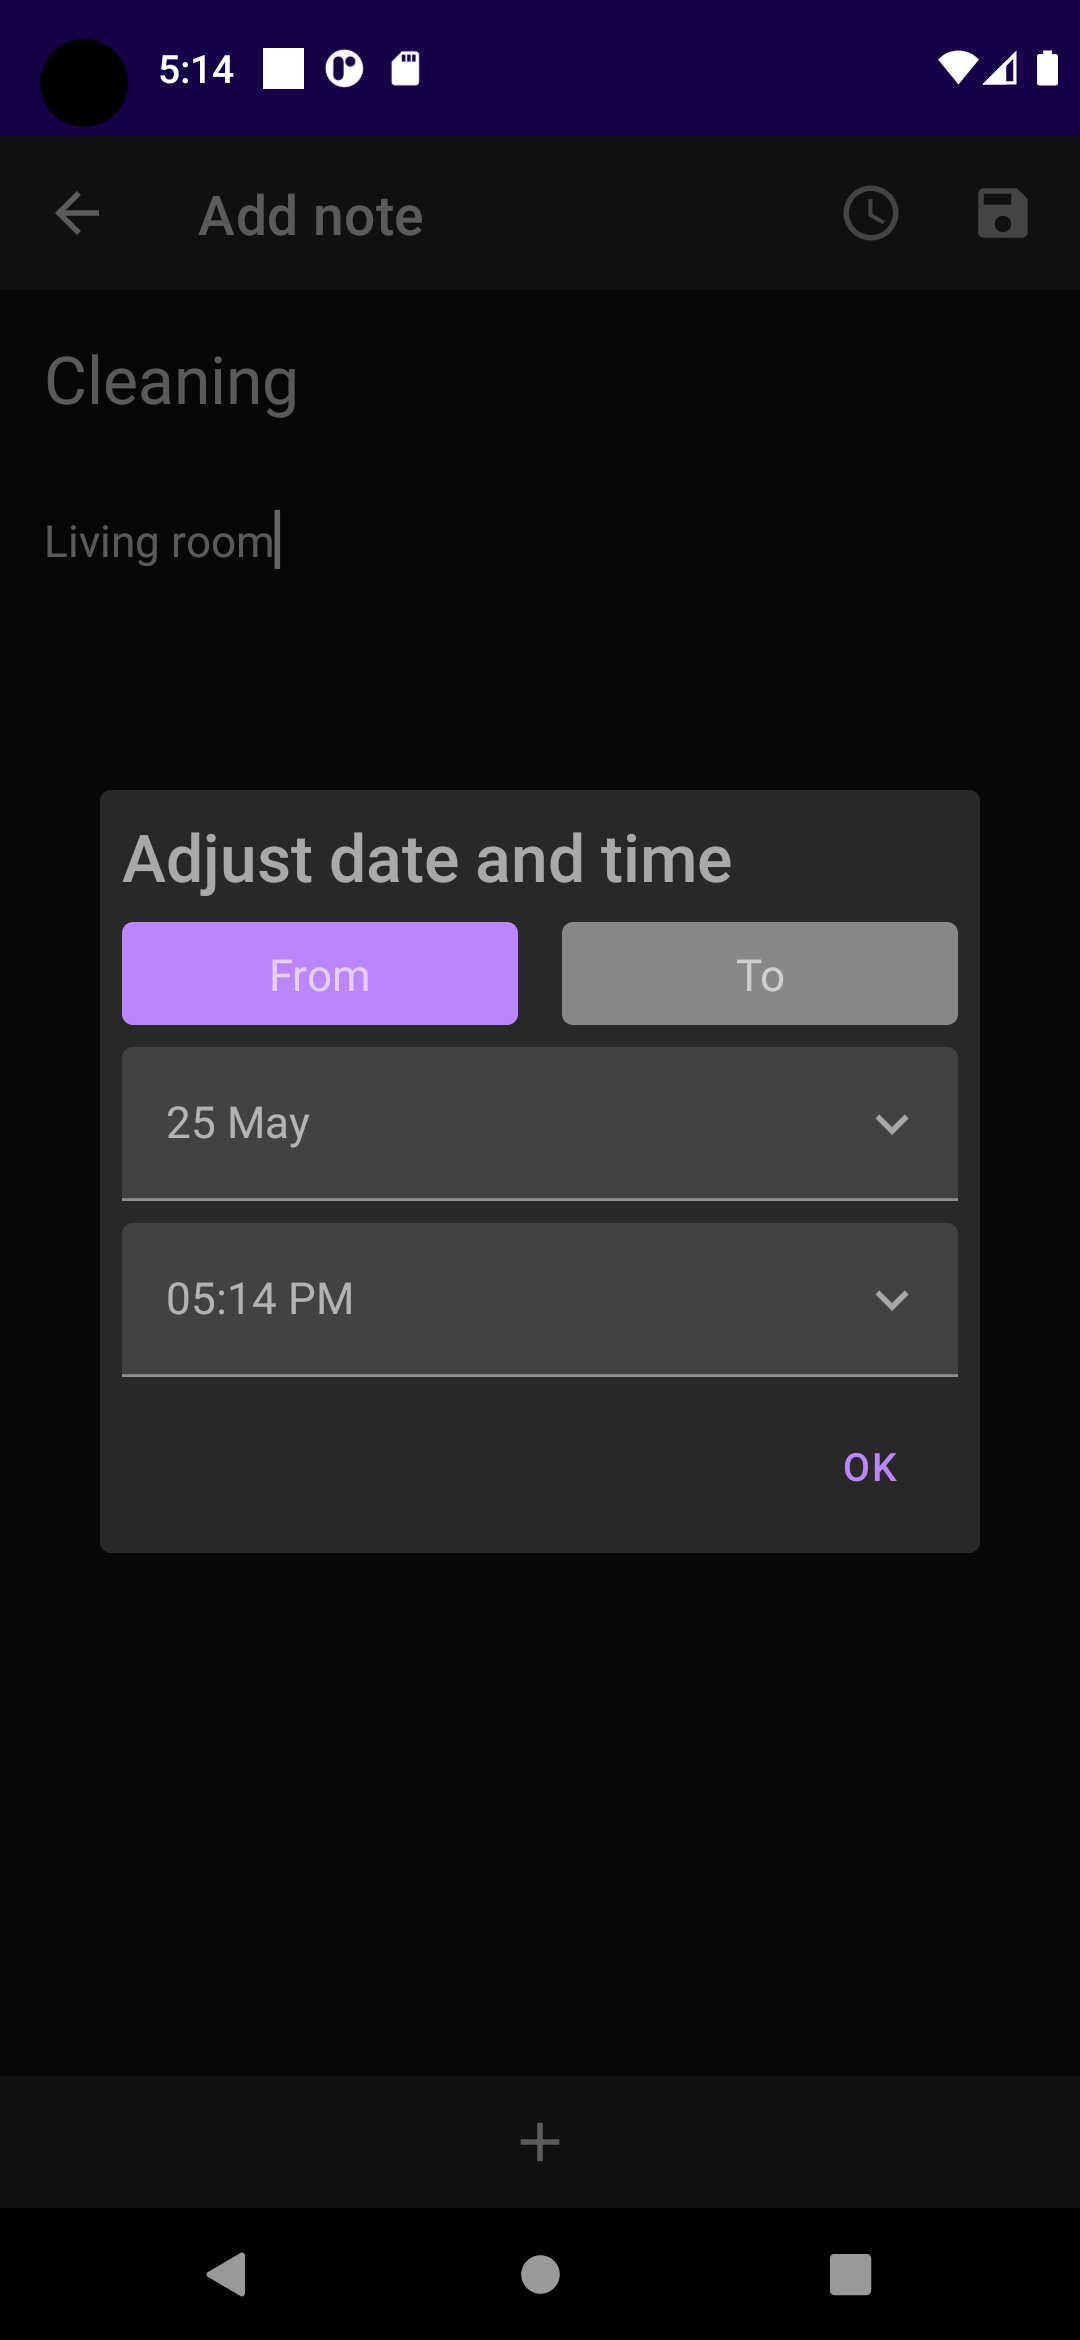 5:14
Add note
Cleaning
Living room
Adjust date and time
From
To
25 May
05:14 PM
OK